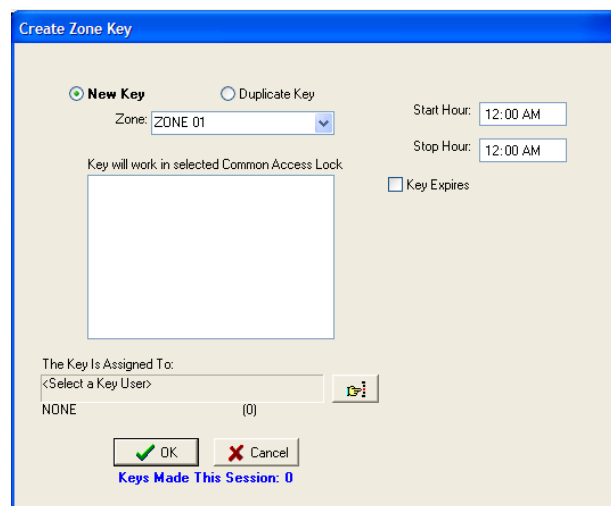 Create Zone Key
New Key
Duplicate Key
Zone: ZONE 01
Start Hour: 12:00 AM
Stop Hour: 12:00 AM
Key Expires
Key will work in selected Common Access Lock
The Key Is Assigned To:
<Select a Key User>
NONE (0)
OK
Cancel
Keys Made This Session: 0